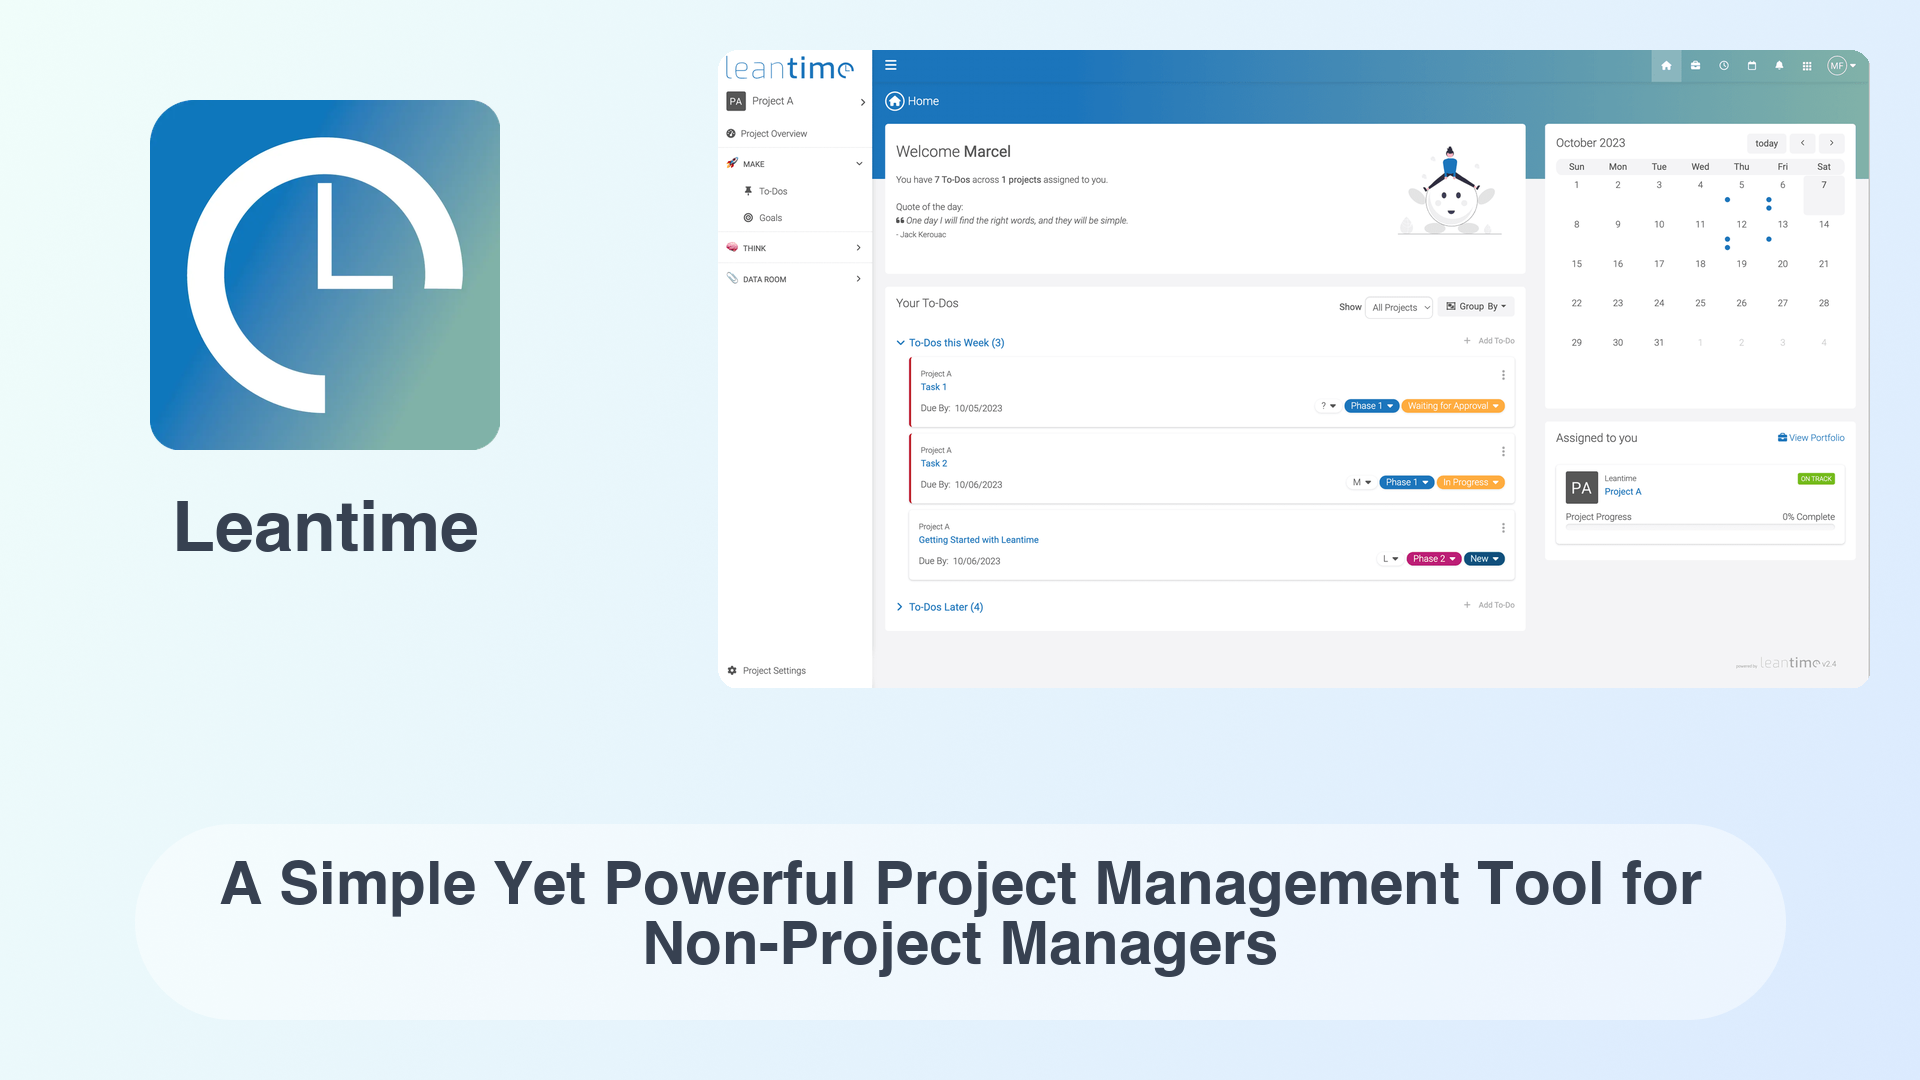 Leantime
leantime
PA Project A
Project Overview
MAKE
To-Dos
Goals
THINK
DATA ROOM
Project Settings
MF
Home
Welcome Marcel
You have 7 To-Dos across 1 projects assigned to you.
Quote of the day:
One day I will find the right words, and they will be simple.
- Jack Kerouac
Your To-Dos
Show All Projects Group By
To-Dos this Week (3) + Add To-Do
Project A
Task 1
Due By: 10/05/2023 ? Phase 1 Waiting for Approval
Project A
Task 2
Due By: 10/06/2023 M Phase 1 In Progress
Project A
Getting Started with Leantime
Due By: 10/06/2023 L Phase 2 New
To-Dos Later (4) + Add To-Do
October 2023 today
Sun Mon Tue Wed Thu Fri Sat
1 2 3 4 5 6 7
8 9 10 11 12 13 14
15 16 17 18 19 20 21
22 23 24 25 26 27 28
29 30 31 1 2 3 4
Assigned to you View Portfolio
PA
Leantime ON TRACK
Project A
Project Progress 0% Complete
powered by leantime v2.4
A Simple Yet Powerful Project Management Tool for
Non-Project Managers